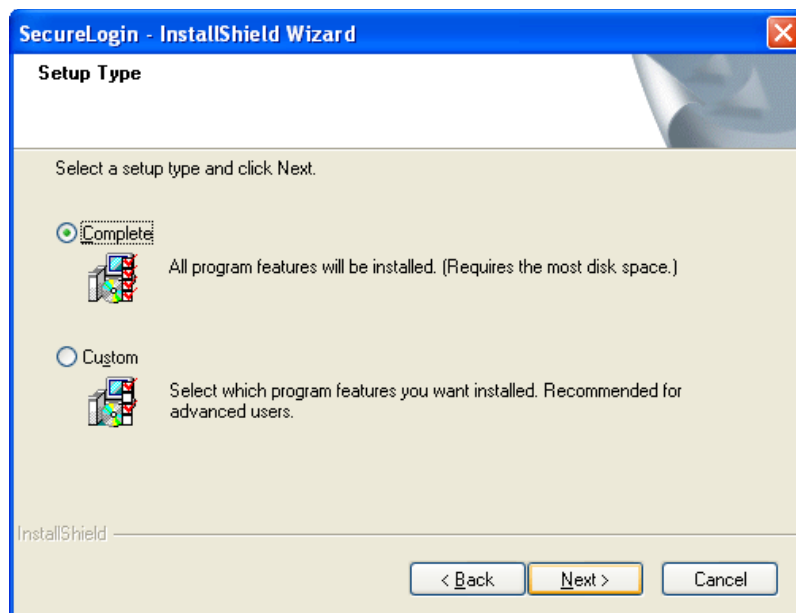 SecureLogin - InstallShield Wizard
Setup Type
Select a setup type and click Next.
Complete
All program features will be installed. (Requires the most disk space.)
Custom
Select which program features you want installed. Recommended for
advanced users.
InstallShield
< Back
Next >
Cancel